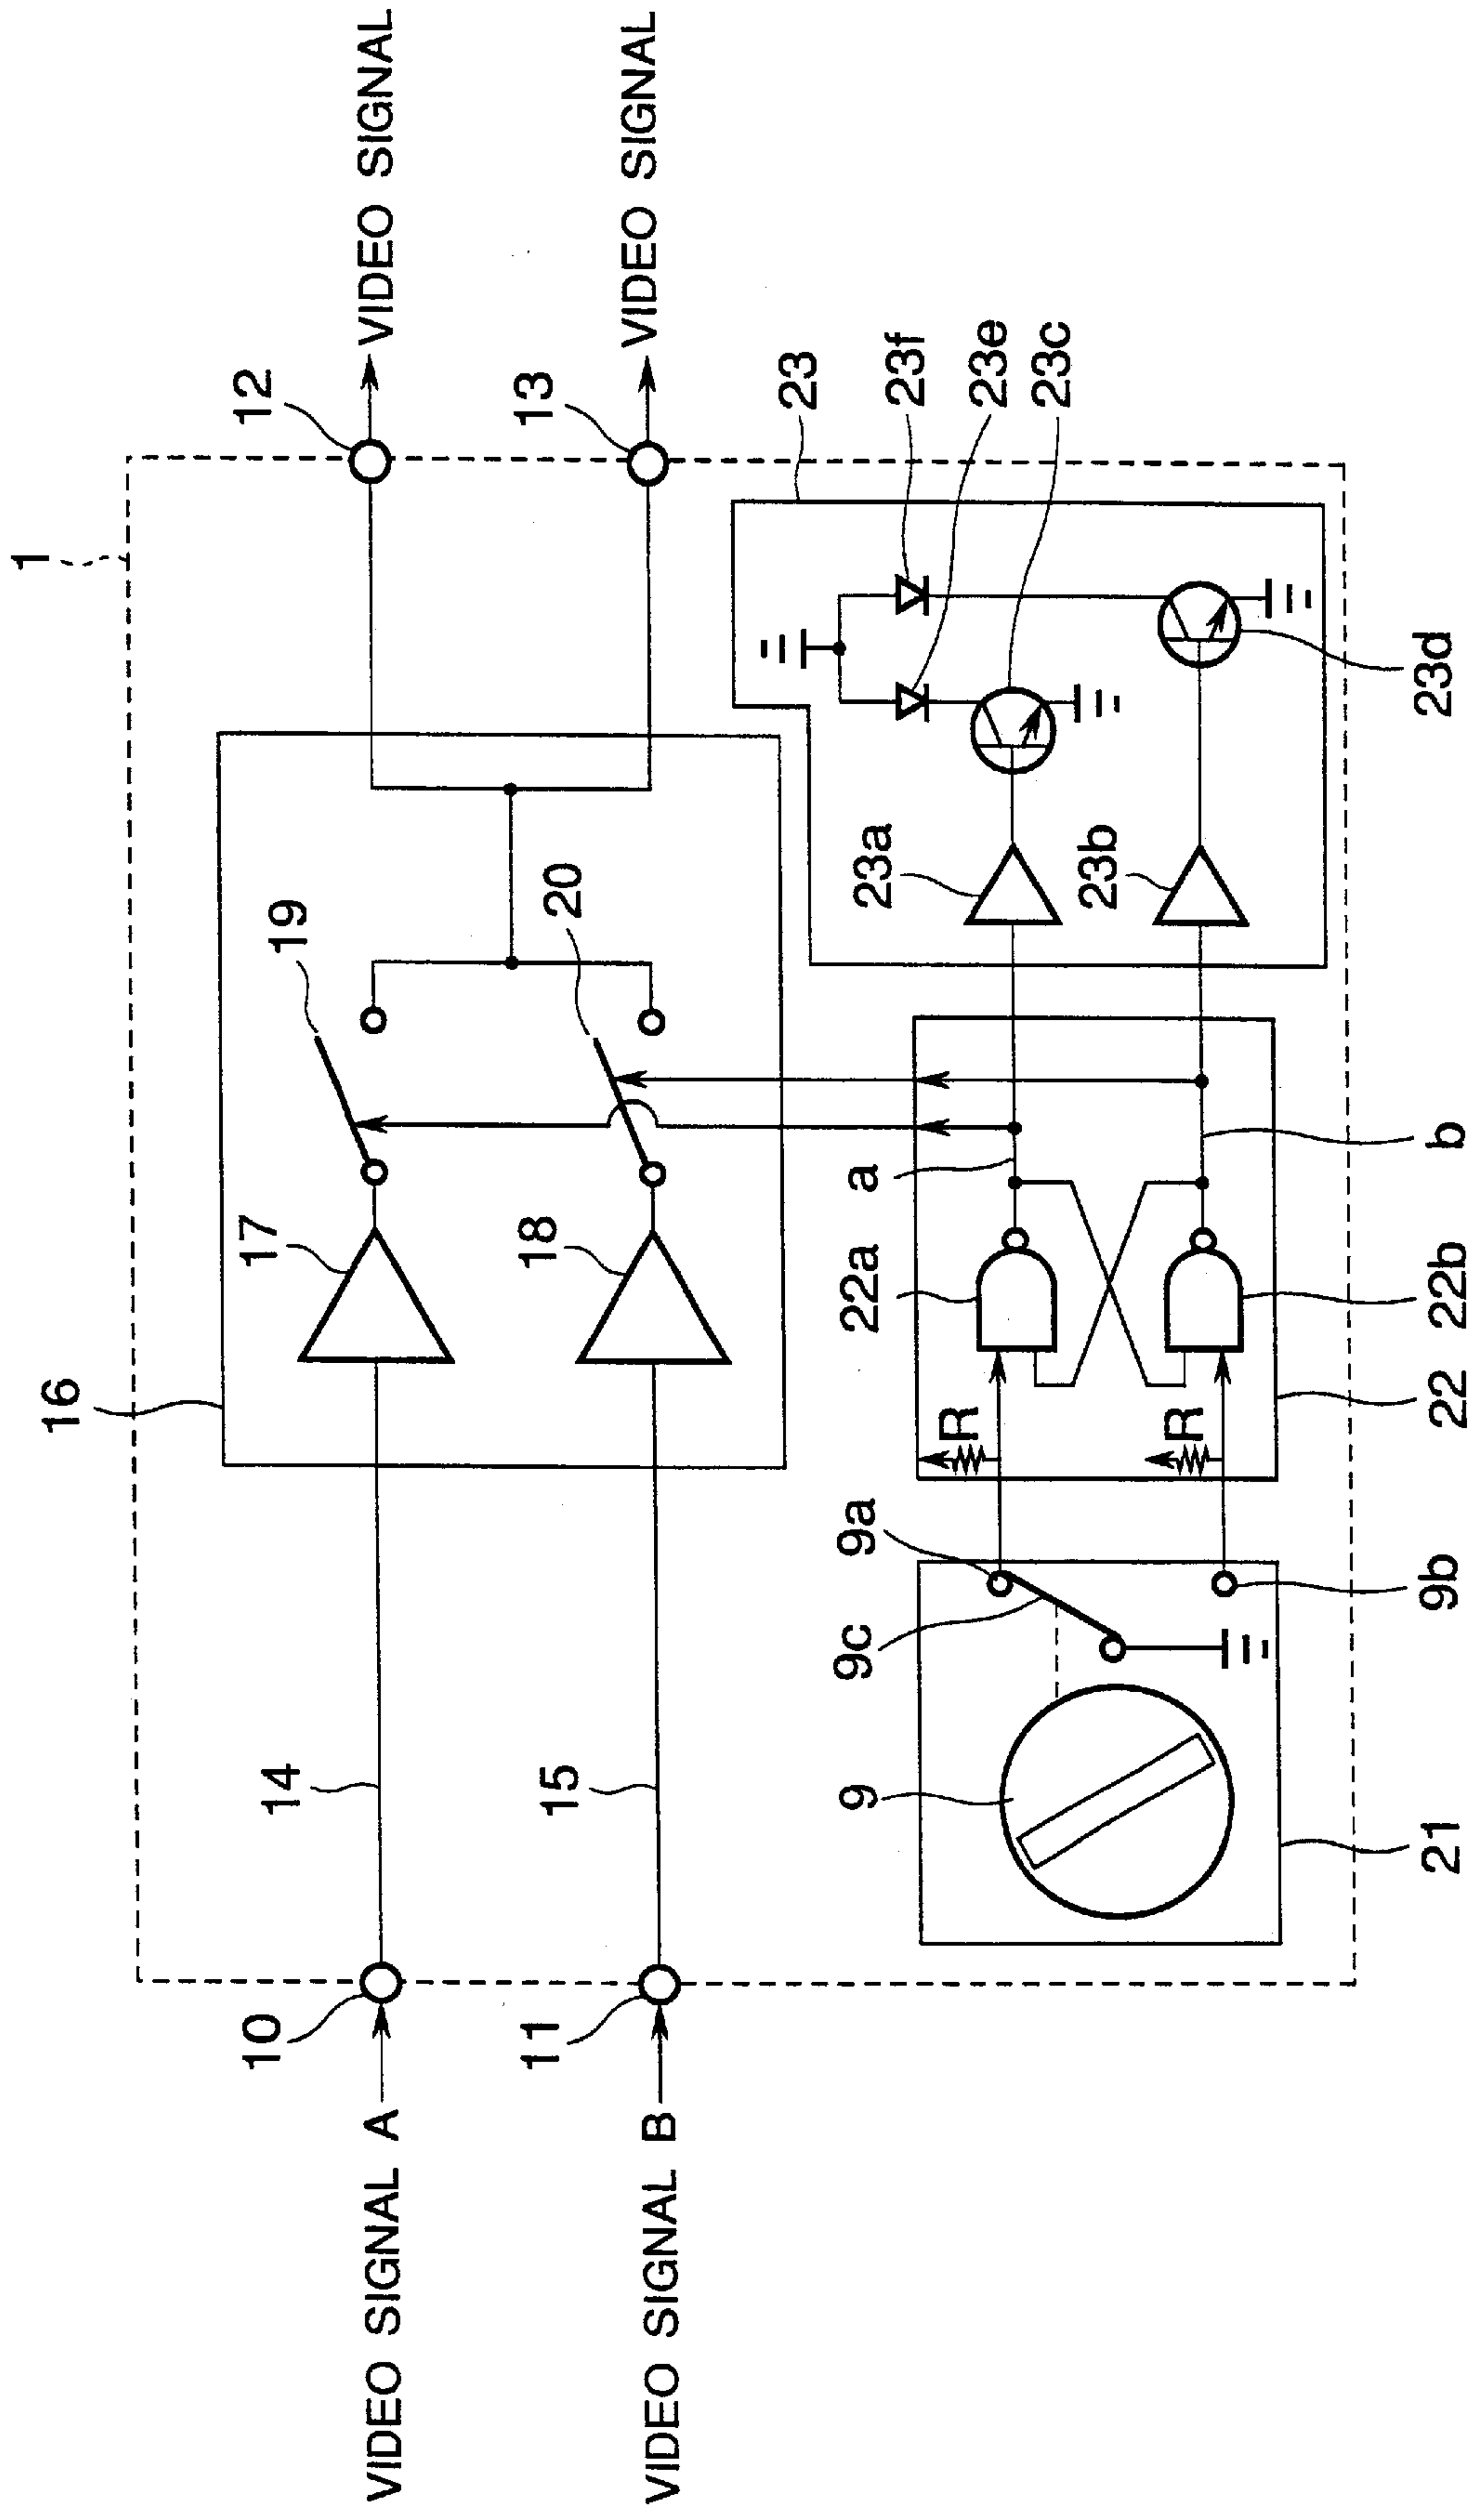 1
16
10
14
17
19
12
VIDEO SIGNAL A
VIDEO SIGNAL
11
15
18
20
13
VIDEO SIGNAL B
VIDEO SIGNAL
9
9c
9a
R
R
22a
a
23a
23b
23
23f
23e
23c
21
9b
22
22b
b
23d